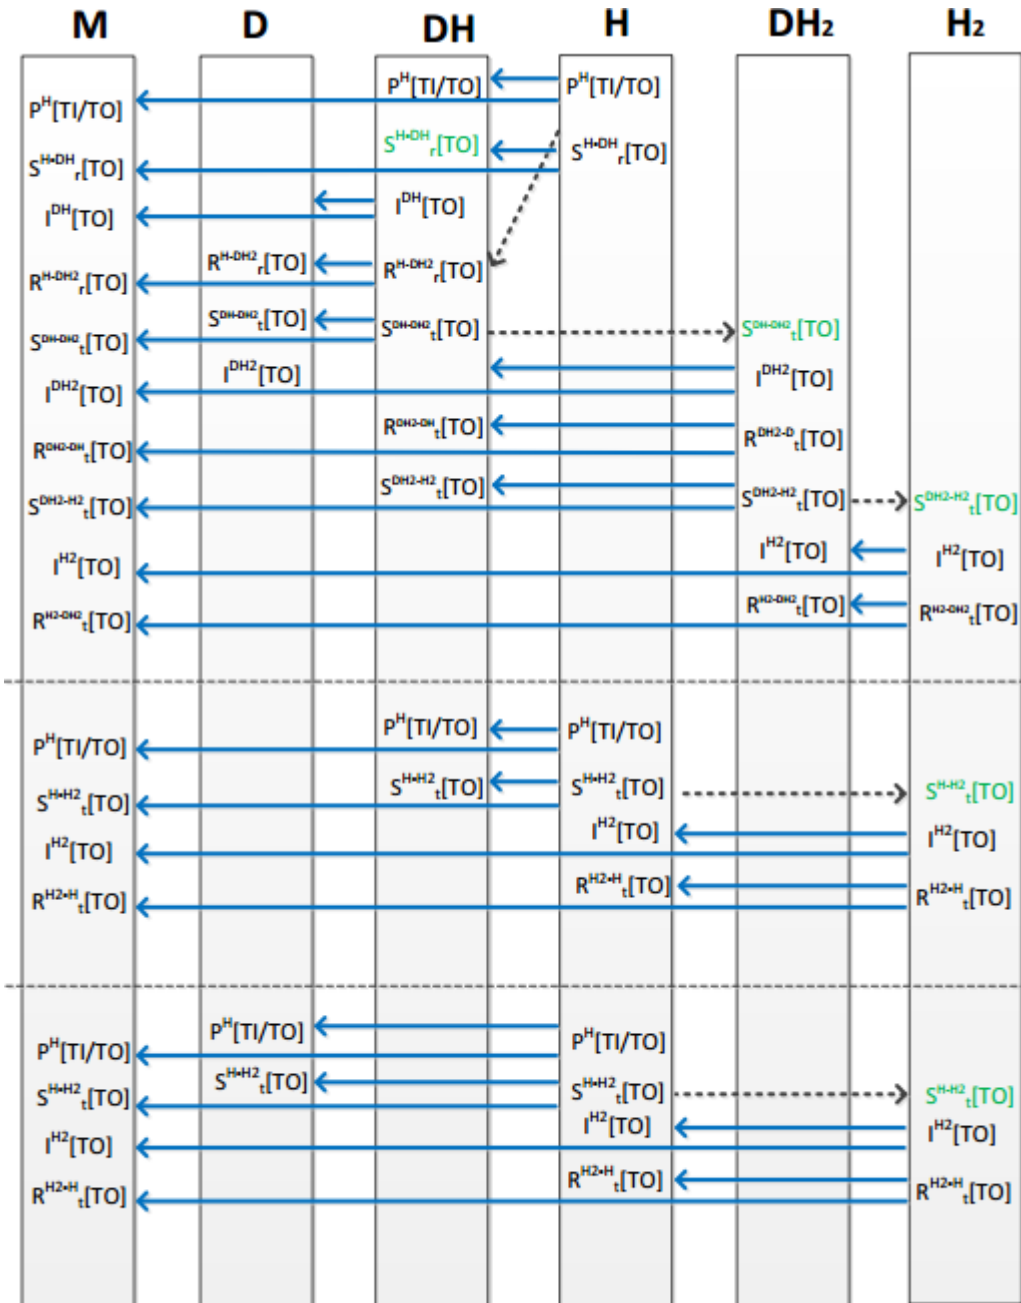 M D DH H DH₂ H₂
P^H[TI/TO] P^H[TI/TO]
P^H[TI/TO]
S^H•DH_r[TO] S^H•DH_r[TO]
S^H•DH_r[TO]
I^DH[TO]
I^DH[TO]
R^H-DH2_r[TO] R^H-DH2_r[TO]
R^H-DH2_r[TO]
S^DH-DH2_t[TO] S^DH-DH2_t[TO] S^DH-DH2_t[TO]
S^DH-DH2_t[TO]
I^DH2[TO] I^DH2[TO]
I^DH2[TO]
R^DH2-DH_t[TO] R^DH2-D_t[TO]
R^DH2-DH_t[TO]
S^DH2-H2_t[TO] S^DH2-H2_t[TO] S^DH2-H2_t[TO]
S^DH2-H2_t[TO]
I^H2[TO] I^H2[TO]
I^H2[TO]
R^H2-DH2_t[TO] R^H2-DH2_t[TO]
R^H2-DH2_t[TO]
P^H[TI/TO] P^H[TI/TO]
P^H[TI/TO]
S^H•H2_t[TO] S^H•H2_t[TO] S^H-H2_t[TO]
S^H•H2_t[TO]
I^H2[TO] I^H2[TO]
I^H2[TO]
R^H2•H_t[TO] R^H2•H_t[TO]
R^H2•H_t[TO]
P^H[TI/TO] P^H[TI/TO]
P^H[TI/TO]
S^H•H2_t[TO] S^H•H2_t[TO] S^H-H2_t[TO]
S^H•H2_t[TO]
I^H2[TO] I^H2[TO]
I^H2[TO]
R^H2•H_t[TO] R^H2•H_t[TO]
R^H2•H_t[TO]